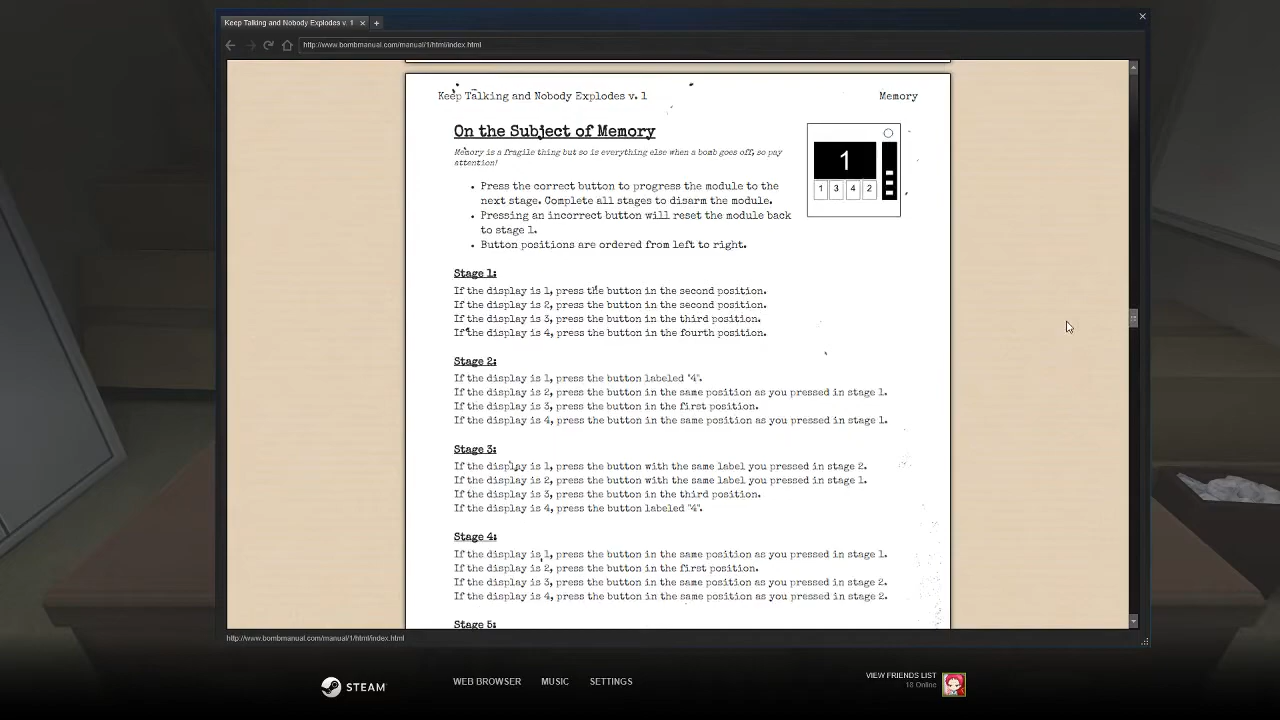 Keep Talking and Nobody Explodes v. 1
http://www.bombmanual.com/manual/1/html/index.html
Keep Talking and Nobody Explodes v. 1 Memory
On the Subject of Memory
Memory is a fragile thing but so is everything else when a bomb goes off, so pay
attention!
1
1 3 4 2
• Press the correct button to progress the module to the
next stage. Complete all stages to disarm the module.
• Pressing an incorrect button will reset the module back
to stage 1.
• Button positions are ordered from left to right.
Stage 1:
If the display is 1, press the button in the second position.
If the display is 2, press the button in the second position.
If the display is 3, press the button in the third position.
If the display is 4, press the button in the fourth position.
Stage 2:
If the display is 1, press the button labeled "4".
If the display is 2, press the button in the same position as you pressed in stage 1.
If the display is 3, press the button in the first position.
If the display is 4, press the button in the same position as you pressed in stage 1.
Stage 3:
If the display is 1, press the button with the same label you pressed in stage 2.
If the display is 2, press the button with the same label you pressed in stage 1.
If the display is 3, press the button in the third position.
If the display is 4, press the button labeled "4".
Stage 4:
If the display is 1, press the button in the same position as you pressed in stage 1.
If the display is 2, press the button in the first position.
If the display is 3, press the button in the same position as you pressed in stage 2.
If the display is 4, press the button in the same position as you pressed in stage 2.
Stage 5:
http://www.bombmanual.com/manual/1/html/index.html
STEAM
WEB BROWSER MUSIC SETTINGS
VIEW FRIENDS LIST
18 Online